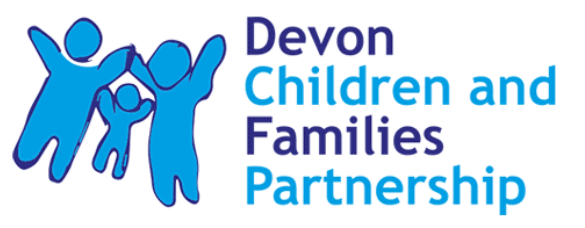 Devon
Children and
Families
Partnership